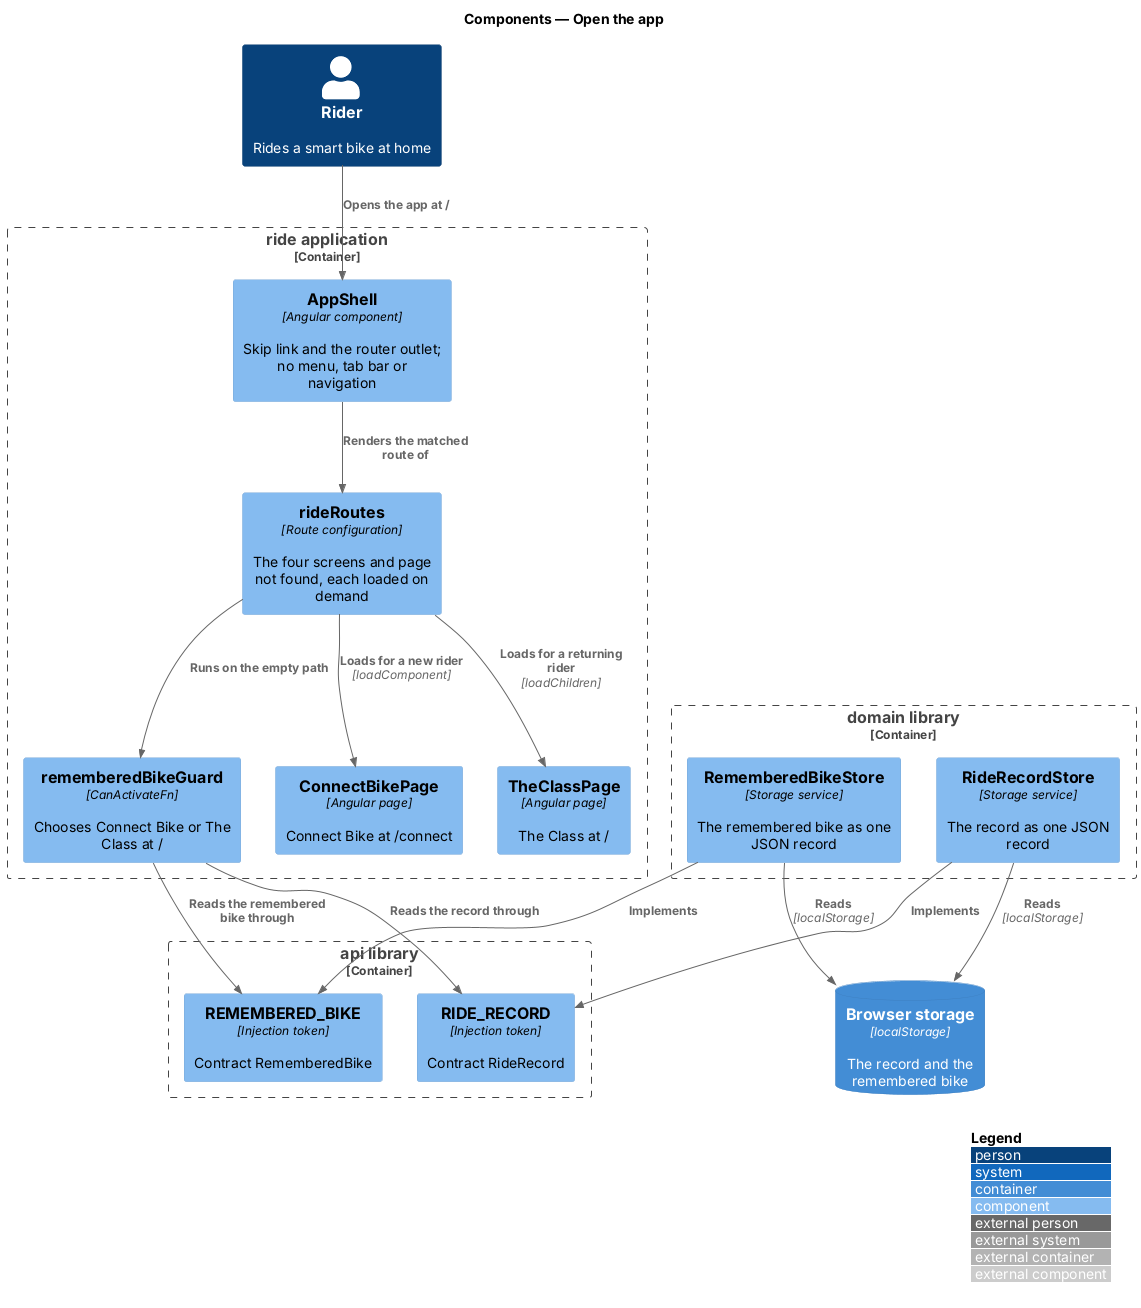 Components — Open the app
Rider
Rides a smart bike at home
Opens the app at /
ride application
[Container]
AppShell
[Angular component]
Skip link and the router outlet;
no menu, tab bar or
navigation
Renders the matched
route of
rideRoutes
[Route configuration]
The four screens and page
not found, each loaded on
demand
Runs on the empty path
Loads for a new rider
[loadComponent]
Loads for a returning
rider
[loadChildren]
rememberedBikeGuard
[CanActivateFn]
Chooses Connect Bike or The
Class at /
ConnectBikePage
[Angular page]
Connect Bike at /connect
TheClassPage
[Angular page]
The Class at /
domain library
[Container]
RememberedBikeStore
[Storage service]
The remembered bike as one
JSON record
RideRecordStore
[Storage service]
The record as one JSON
record
Reads the remembered
bike through
Reads the record through
Implements
Reads
[localStorage]
Implements
Reads
[localStorage]
api library
[Container]
REMEMBERED_BIKE
[Injection token]
Contract RememberedBike
RIDE_RECORD
[Injection token]
Contract RideRecord
Browser storage
[localStorage]
The record and the
remembered bike
Legend
person
system
container
component
external person
external system
external container
external component